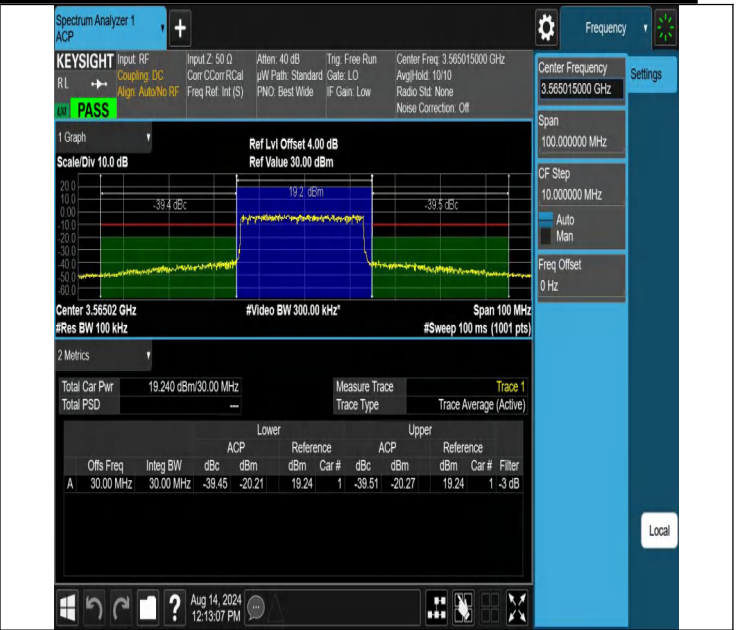 Spectrum Analyzer 1
ACP
+
Frequency
KEYSIGHT Input: RF Input Z: 50 Ω Atten: 40 dB Trig: Free Run Center Freq: 3.565015000 GHz
RL Coupling: DC Corr CCorr RCal µW Path: Standard Gate: LO Avg|Hold: 10/10
Align: Auto/No RF Freq Ref: Int (S) PNO: Best Wide IF Gain: Low Radio Std: None
Noise Correction: Off
PASS
Center Frequency
3.565015000 GHz
Settings
Span
100.000000 MHz
CF Step
10.000000 MHz
Auto
Man
Freq Offset
0 Hz
1 Graph
Ref Lvl Offset 4.00 dB
Scale/Div 10.0 dB Ref Value 30.00 dBm
20.0
10.0
0.00
-10.0
-20.0
-30.0
-40.0
-50.0
-60.0
-39.4 dBc 19.2 dBm -39.5 dBc
Center 3.56502 GHz #Video BW 300.00 kHz* Span 100 MHz
#Res BW 100 kHz #Sweep 100 ms (1001 pts)
2 Metrics
Total Car Pwr 19.240 dBm/30.00 MHz Measure Trace Trace 1
Total PSD --- Trace Type Trace Average (Active)
Lower Upper
ACP Reference ACP Reference
Offs Freq Integ BW dBc dBm dBm Car # dBc dBm dBm Car # Filter
A 30.00 MHz 30.00 MHz -39.45 -20.21 19.24 1 -39.51 -20.27 19.24 1 -3 dB
Local
?
Aug 14, 2024
12:13:07 PM